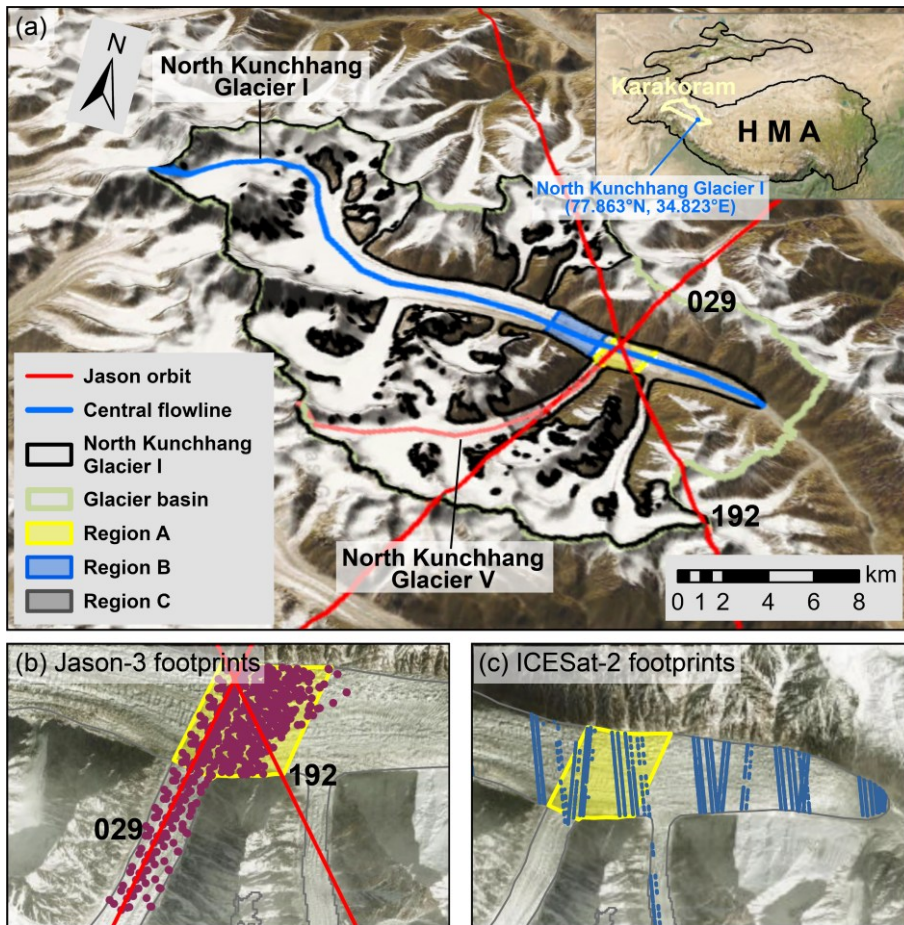 (a)
N
North Kunchhang
Glacier I
Karakoram
HMA
North Kunchhang Glacier I
(77.863°N, 34.823°E)
029
Jason orbit
Central flowline
North Kunchhang
Glacier I
Glacier basin
Region A
Region B
Region C
192
North Kunchhang
Glacier V
km
0 1 2 4 6 8
(b) Jason-3 footprints
192
029
(c) ICESat-2 footprints